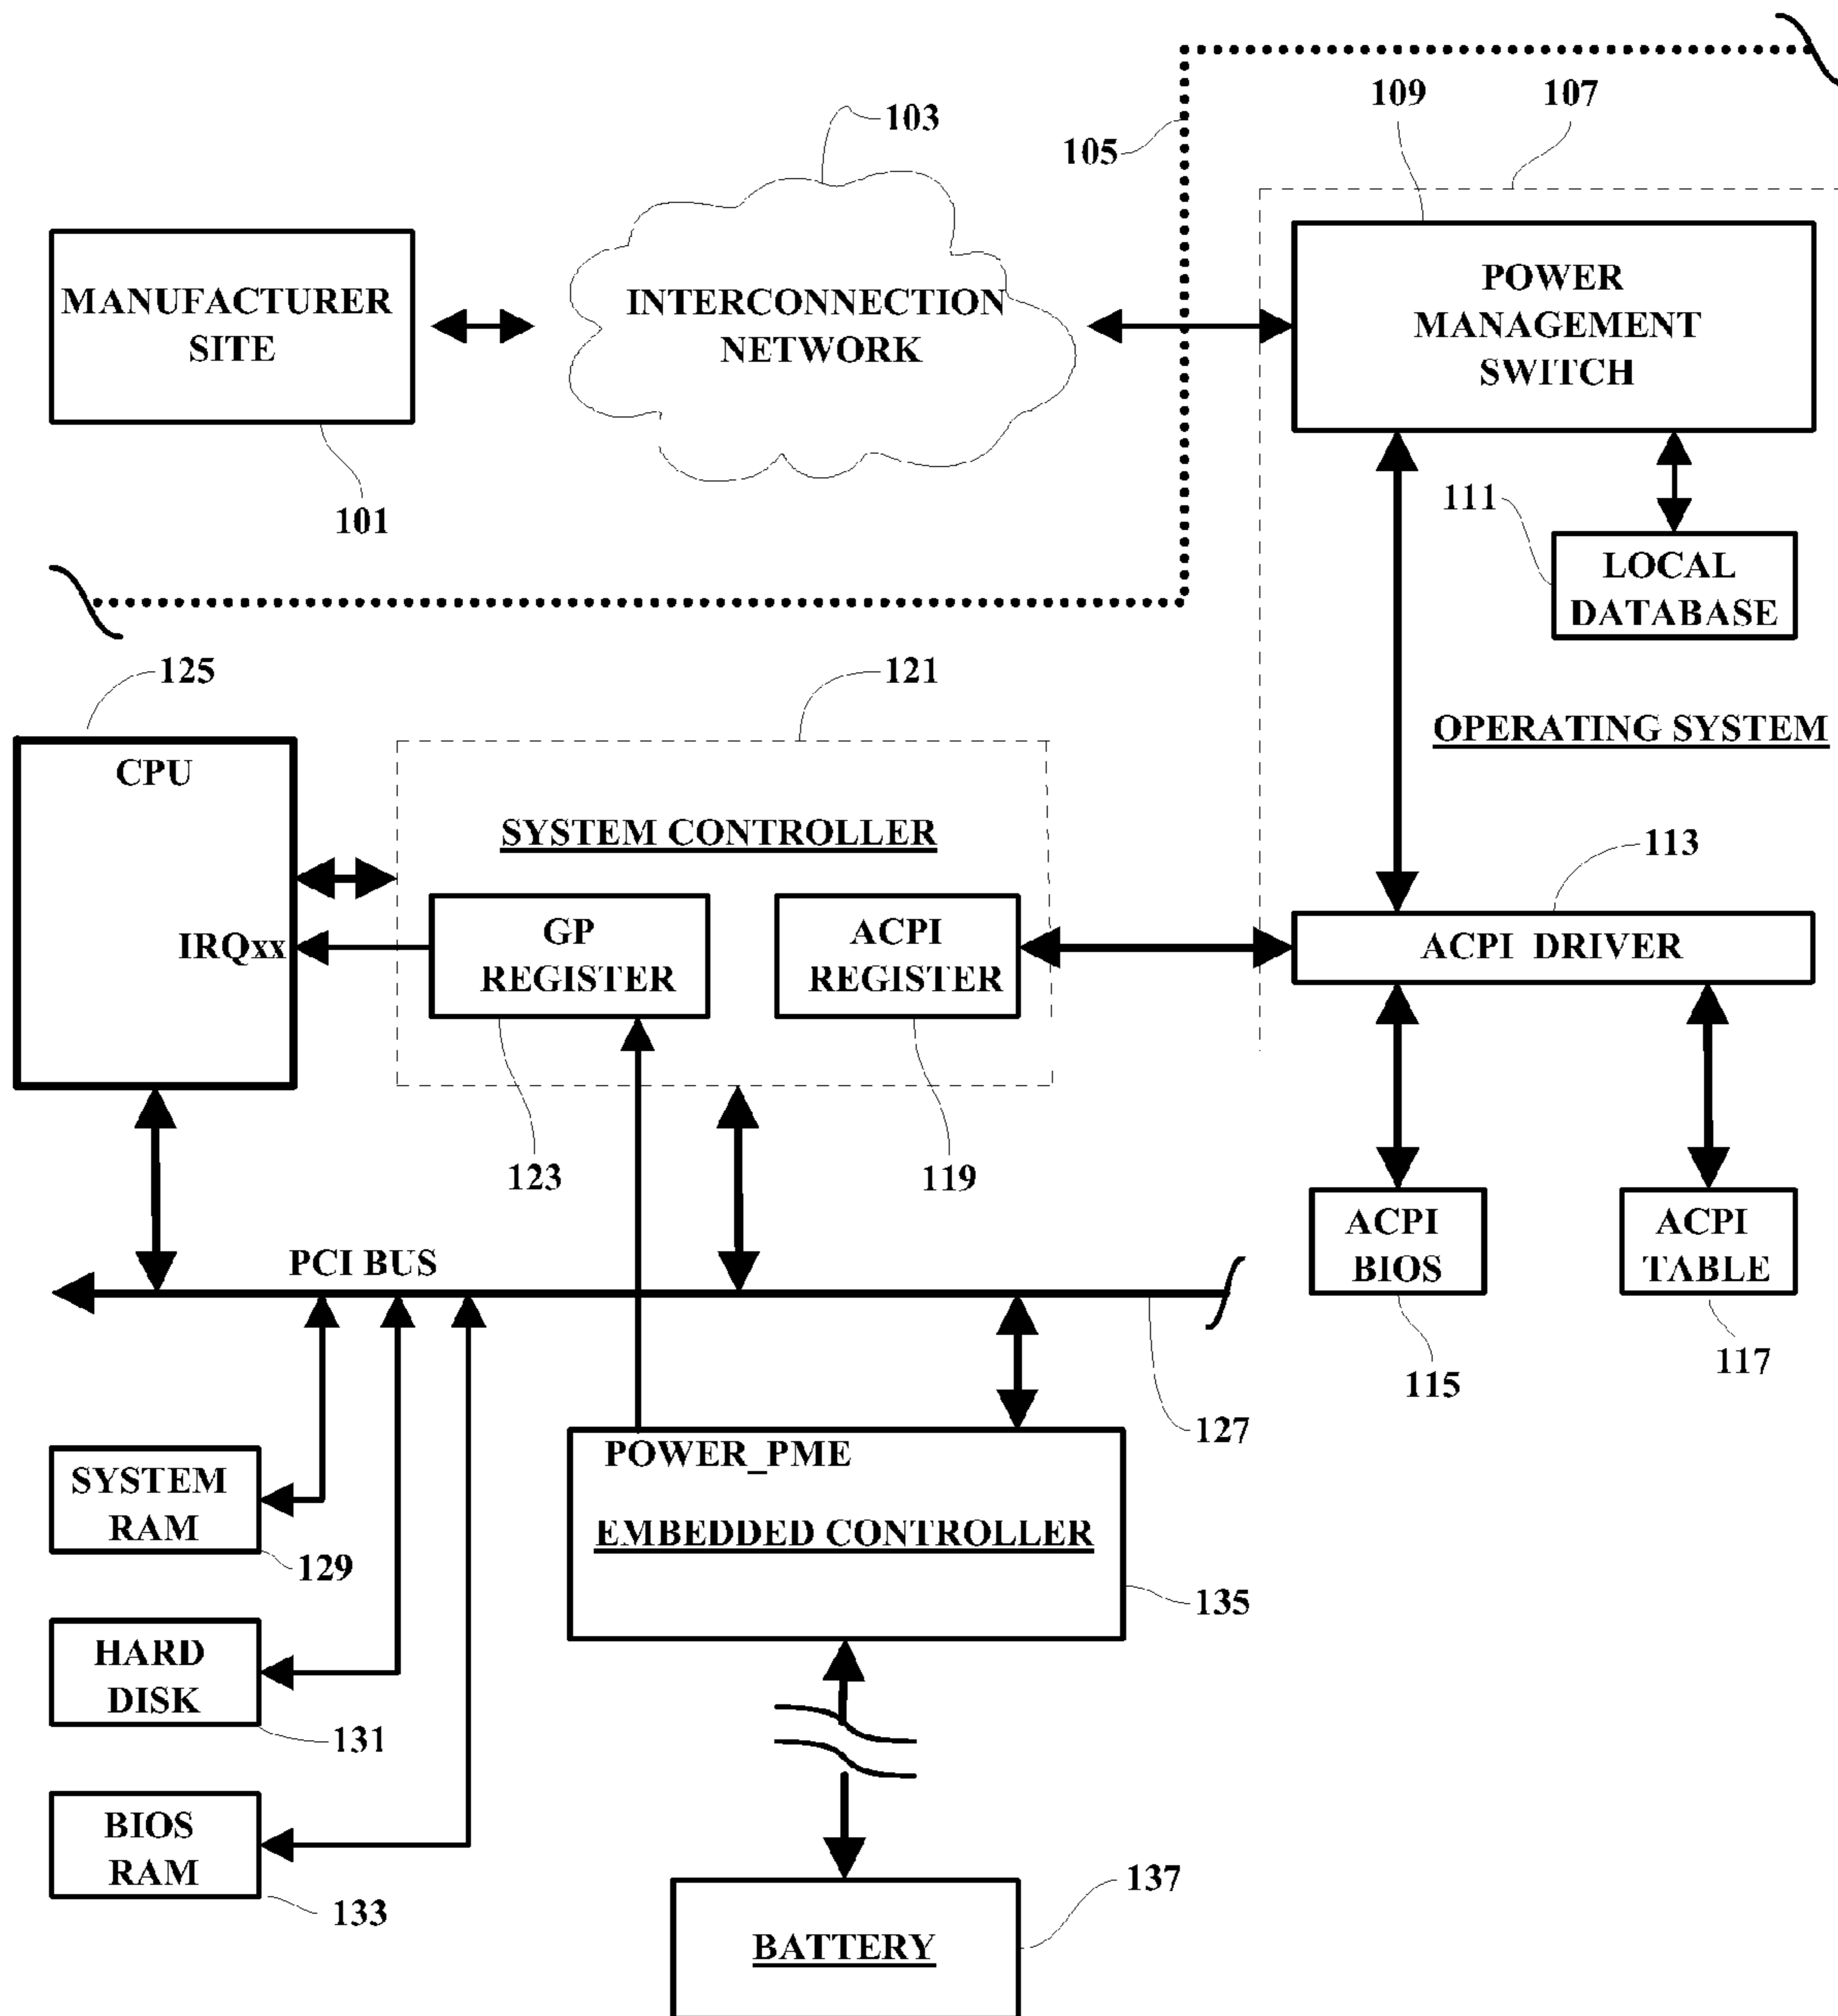 109
107
103
105
MANUFACTURER
SITE
INTERCONNECTION
NETWORK
POWER
MANAGEMENT
SWITCH
101
111
LOCAL
DATABASE
125
121
OPERATING SYSTEM
CPU
SYSTEM CONTROLLER
113
IRQxx
GP
REGISTER
ACPI
REGISTER
ACPI DRIVER
123
119
ACPI
BIOS
ACPI
TABLE
PCI BUS
115
117
127
SYSTEM
RAM
129
POWER_PME
EMBEDDED CONTROLLER
135
HARD
DISK
131
BIOS
RAM
133
137
BATTERY